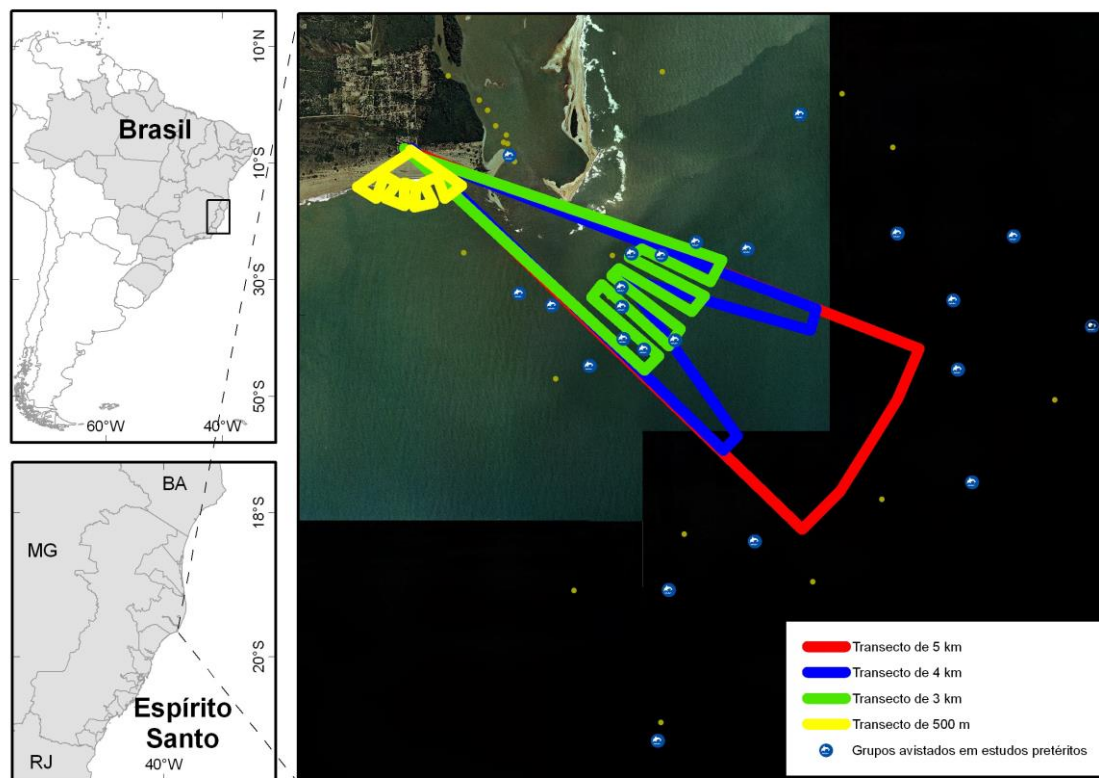 Brasil
10°N
10°S
30°S
50°S
60°W
40°W
BA
18°S
MG
20°S
Espírito
Santo
RJ
40°W
Transecto de 5 km
Transecto de 4 km
Transecto de 3 km
Transecto de 500 m
Grupos avistados em estudos pretéritos